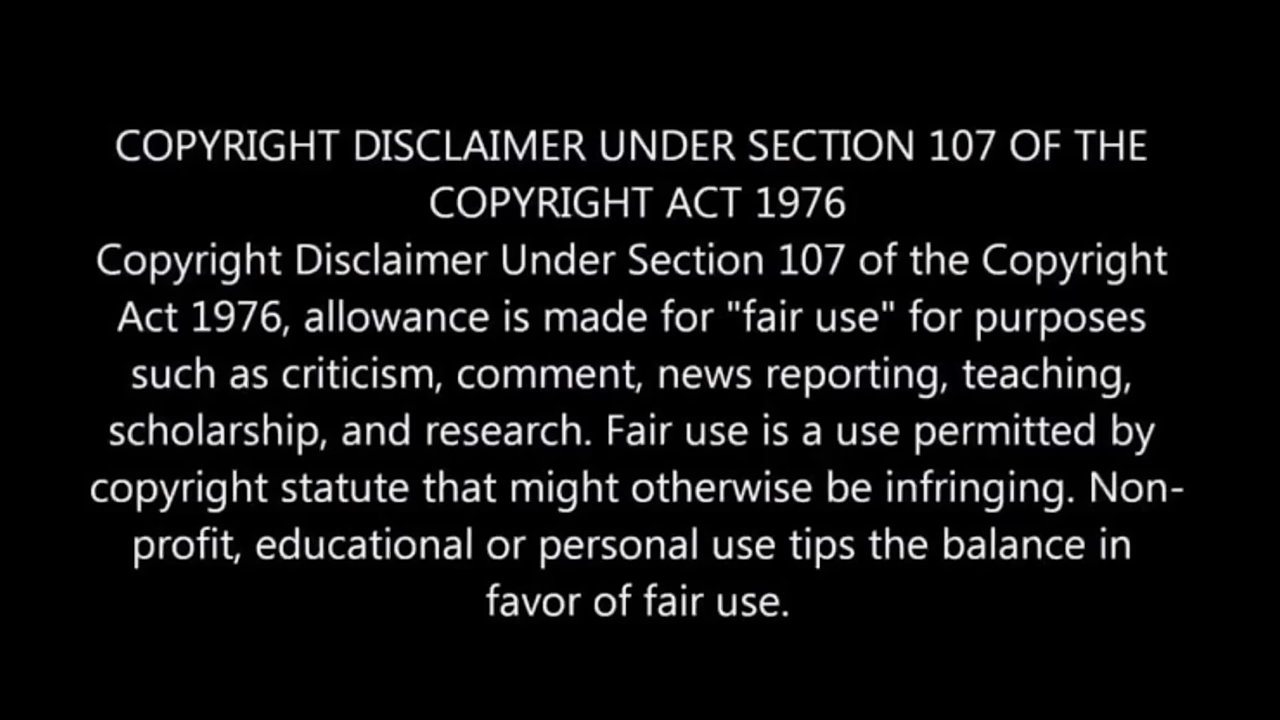 COPYRIGHT DISCLAIMER UNDER SECTION 107 OF THE
COPYRIGHT ACT 1976
Copyright Disclaimer Under Section 107 of the Copyright
Act 1976, allowance is made for "fair use" for purposes
such as criticism, comment, news reporting, teaching,
scholarship, and research. Fair use is a use permitted by
copyright statute that might otherwise be infringing. Non-
profit, educational or personal use tips the balance in
favor of fair use.